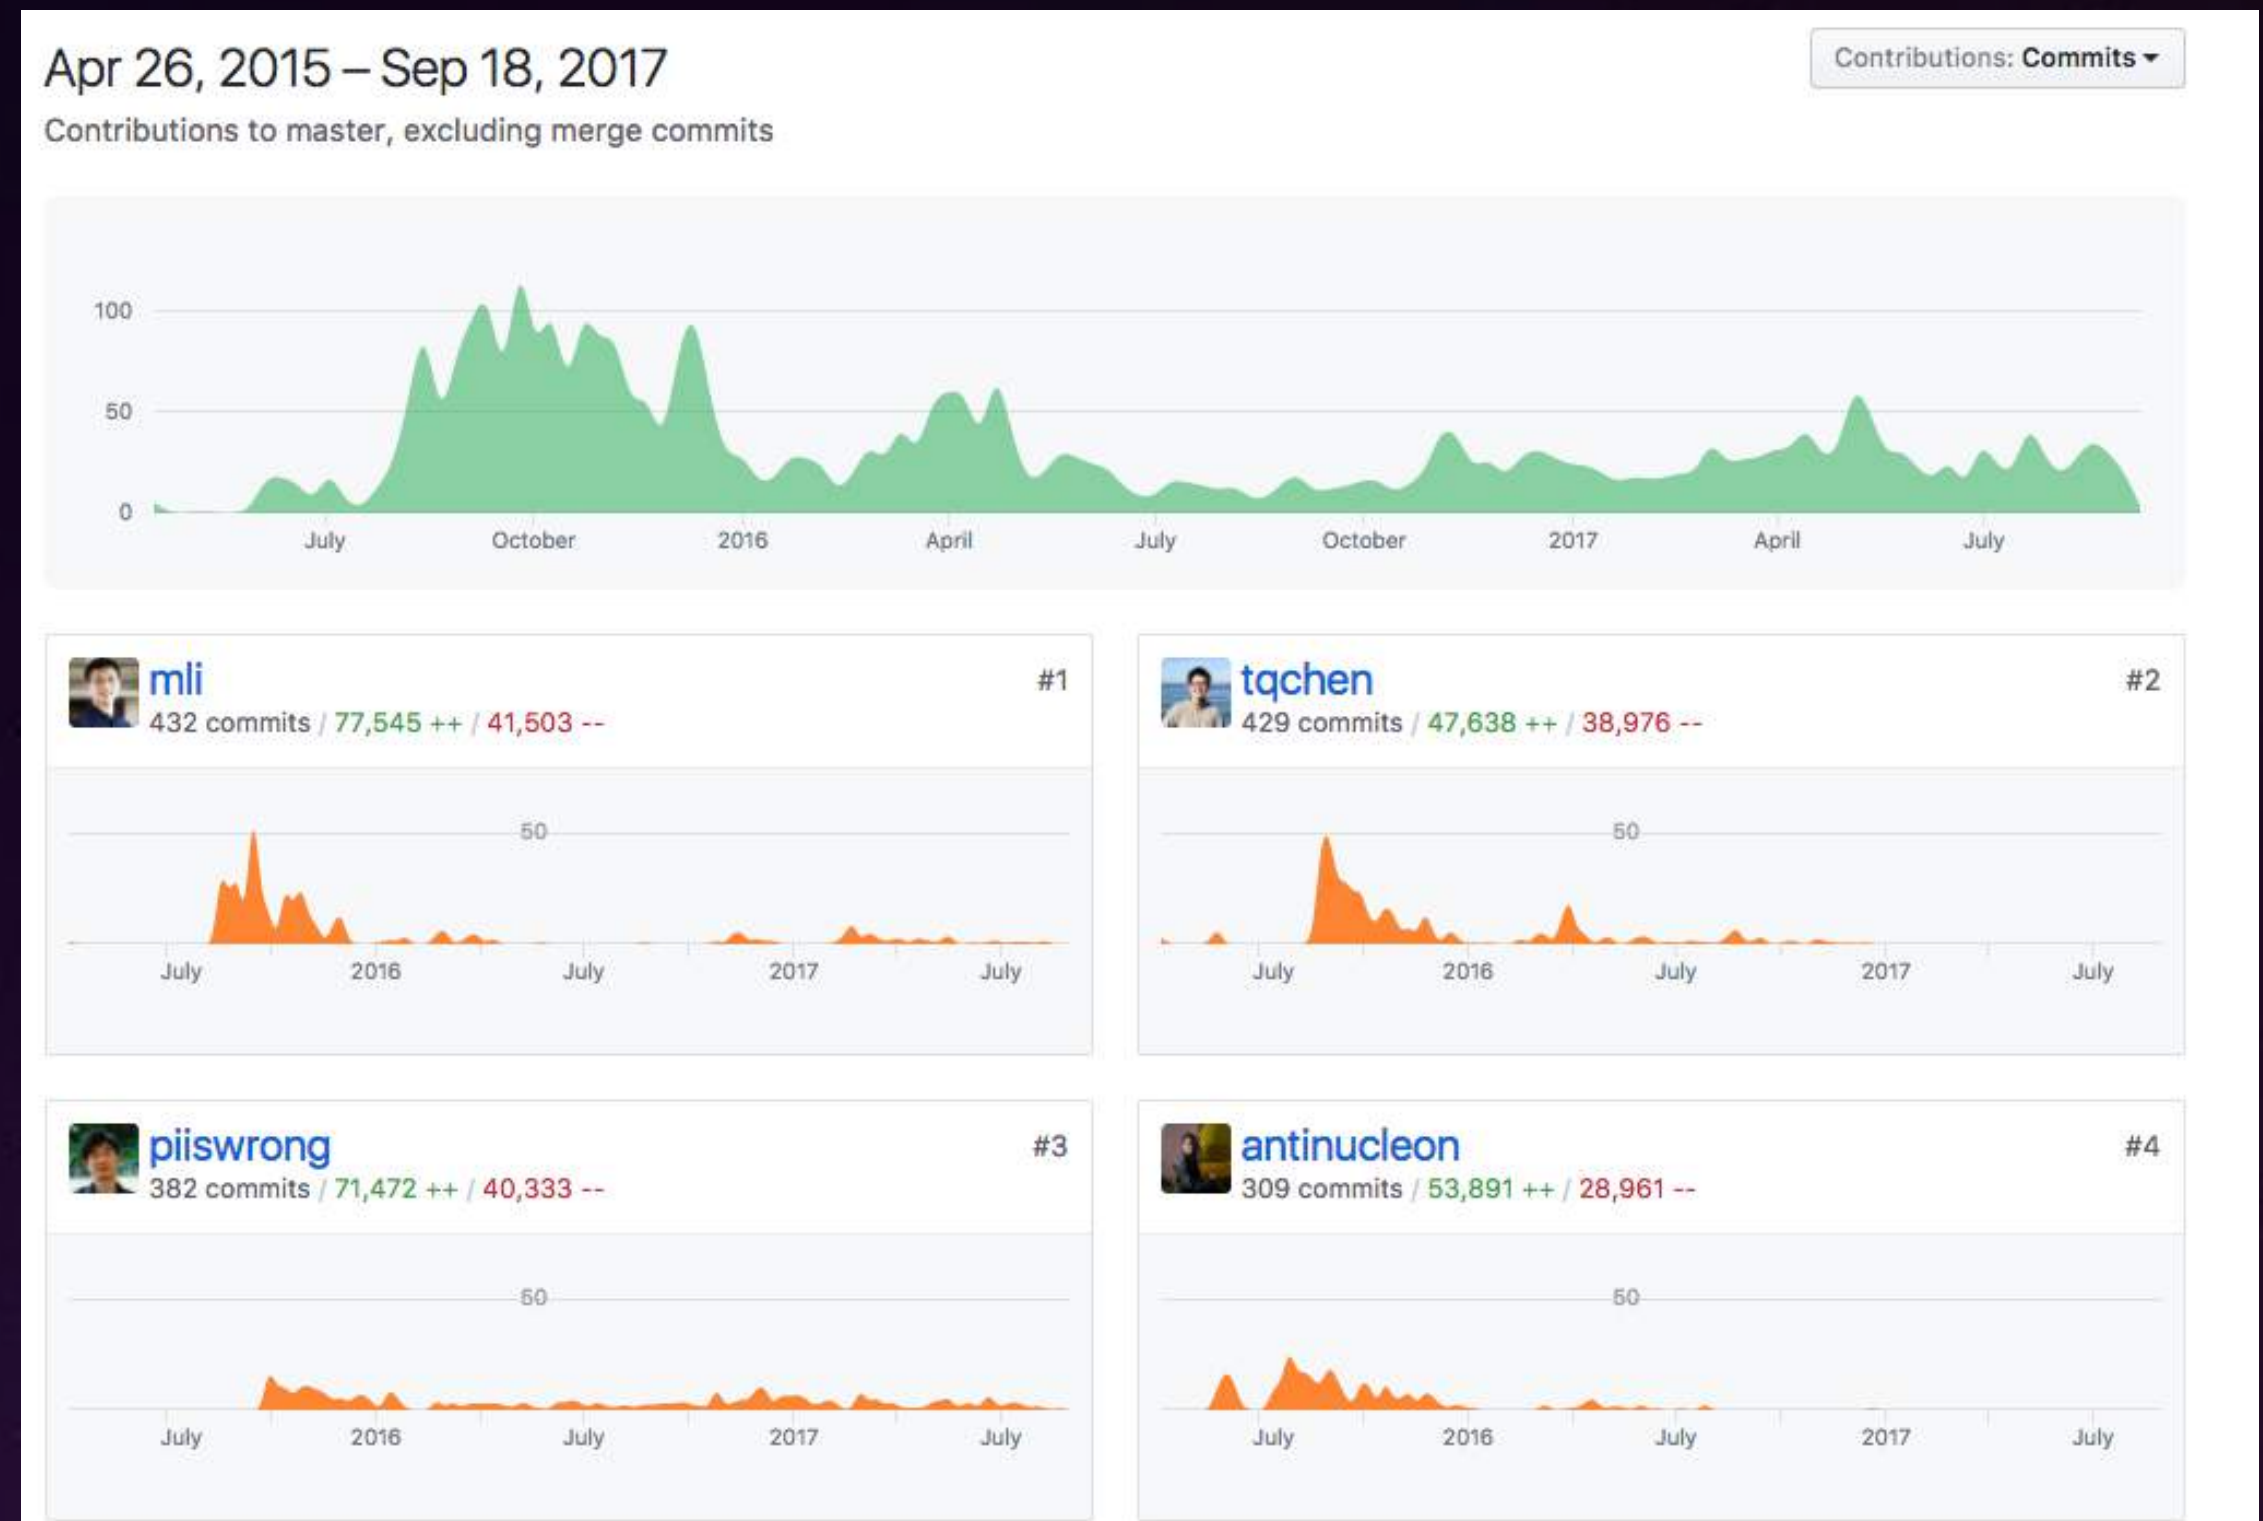 Apr 26, 2015 – Sep 18, 2017
Contributions: Commits
Contributions to master, excluding merge commits
100
50
0
July October 2016 April July October 2017 April July
mli #1
432 commits / 77,545 ++ / 41,503 --
50
July 2016 July 2017 July
tqchen #2
429 commits / 47,638 ++ / 38,976 --
50
July 2016 July 2017 July
piiswrong #3
382 commits / 71,472 ++ / 40,333 --
50
July 2016 July 2017 July
antinucleon #4
309 commits / 53,891 ++ / 28,961 --
50
July 2016 July 2017 July